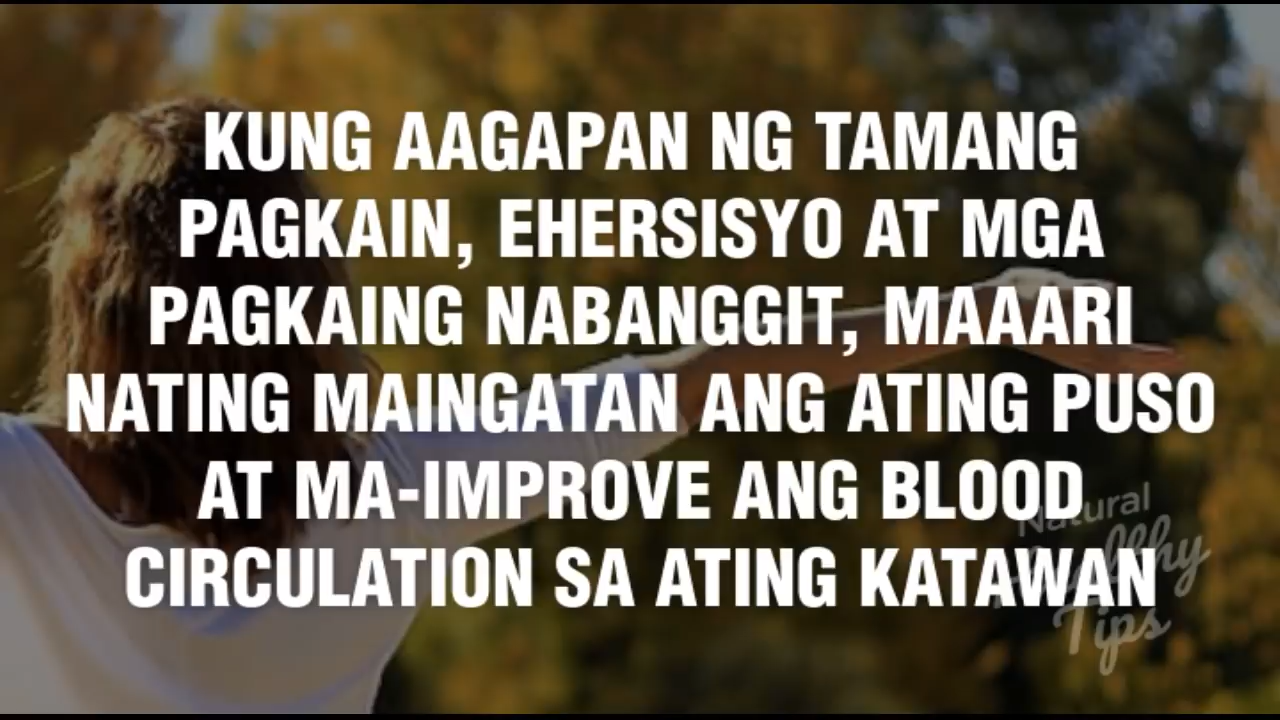 KUNG AAGAPAN NG TAMANG
PAGKAIN, EHERSISYO AT MGA
PAGKAING NABANGGIT, MAAARI
NATING MAINGATAN ANG ATING PUSO
AT MA-IMPROVE ANG BLOOD
CIRCULATION SA ATING KATAWAN
Natural
Healthy
Tips